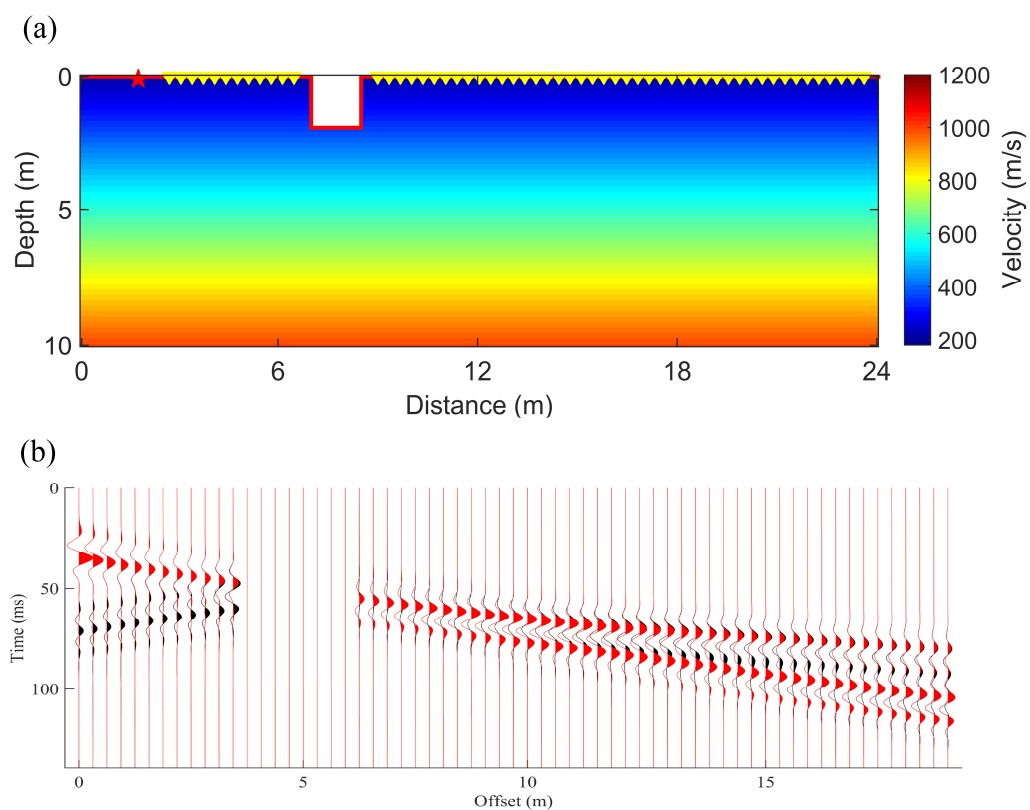 (a)
0
5
10
Depth (m)
0 6 12 18 24
Distance (m)
1200
1000
800
600
400
200
Velocity (m/s)
(b)
0
50
100
Time (ms)
0 5 10 15
Offset (m)